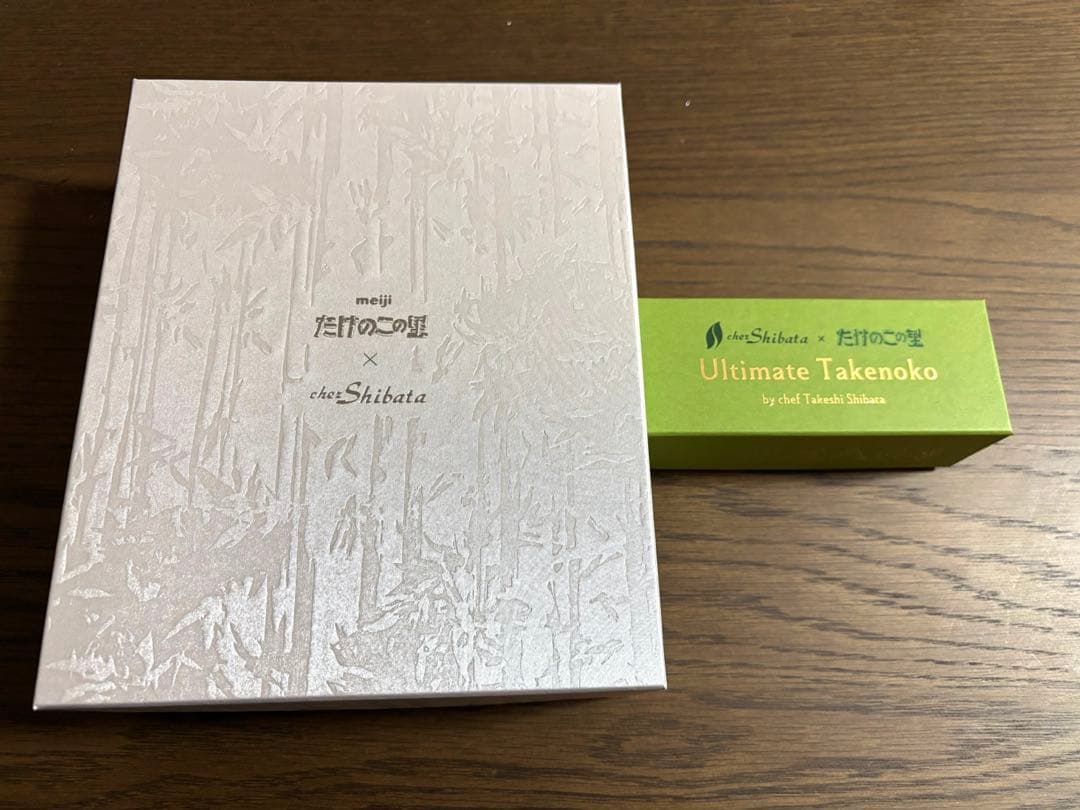 meiji
たけのこの里
×
chez Shibata
chez Shibata × たけのこの里
Ultimate Takenoko
by chef Takeshi Shibata